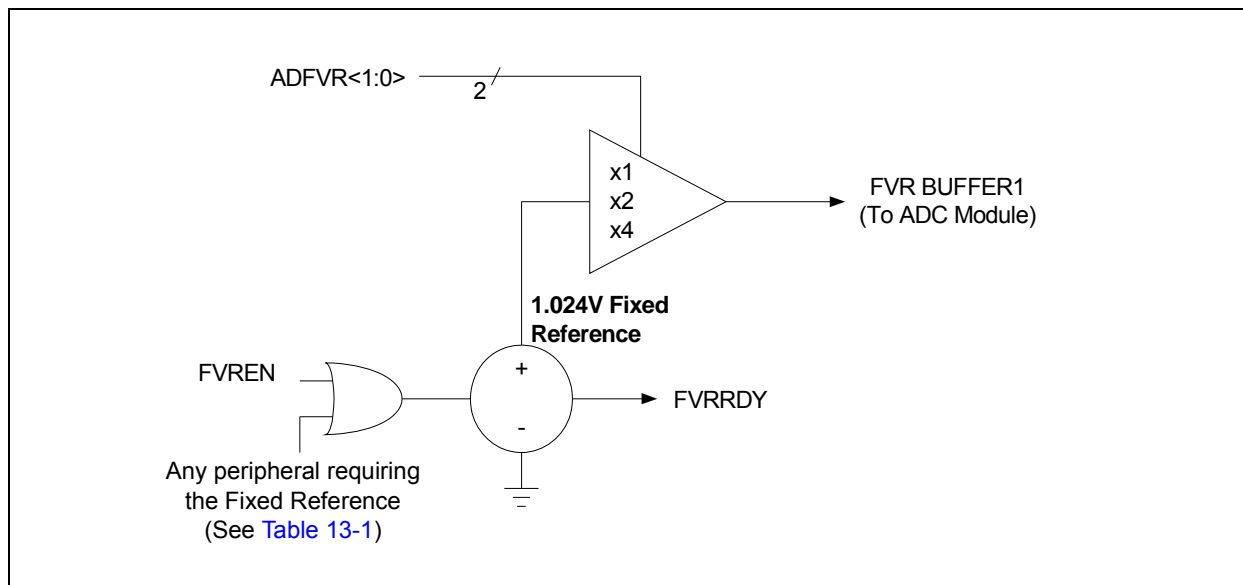 ADFVR<1:0>
2
x1
x2
x4
FVR BUFFER1
(To ADC Module)
1.024V Fixed
Reference
+
-
FVREN
FVRRDY
Any peripheral requiring
the Fixed Reference
(See Table 13-1)